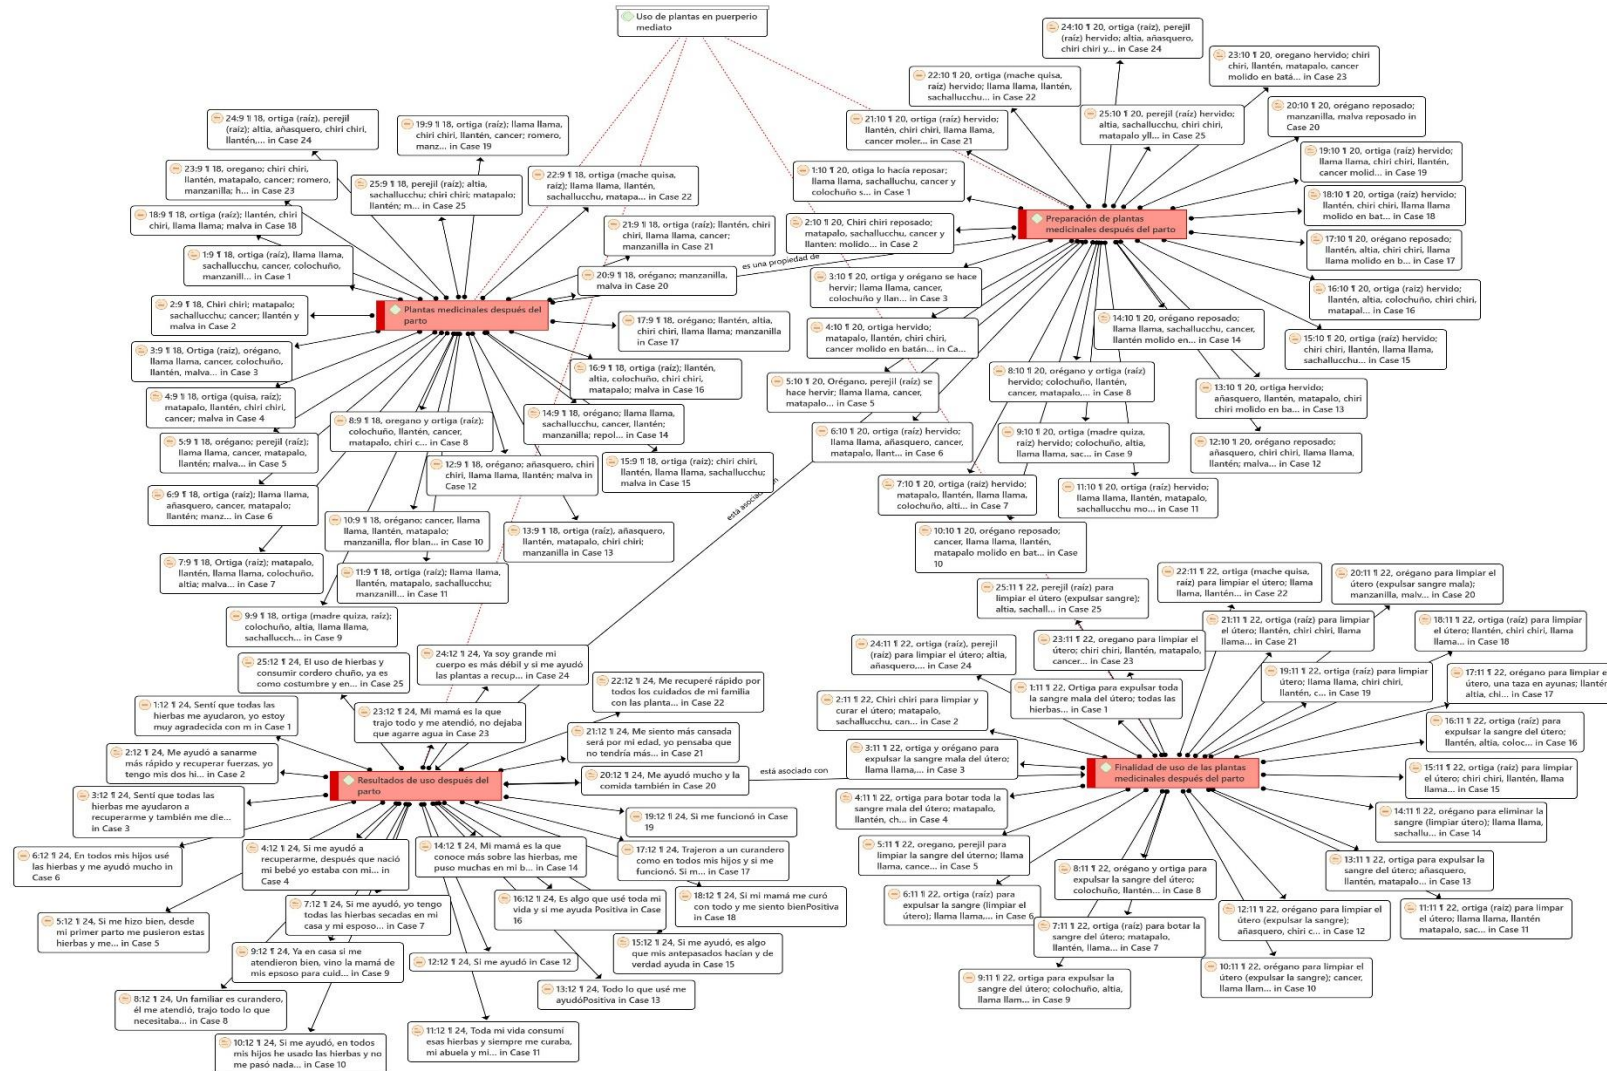 Uso de plantas en puerperio
mediato
24:10 ¶ 20, ortiga (raíz), perejil
(raíz) hervido; altia, añasquero,
chiri chiri y... in Case 24
23:10 ¶ 20, oregano hervido; chiri
chiri, llantén, matapalo, cancer
molido en batá... in Case 23
22:10 ¶ 20, ortiga (mache quisa,
raíz) hervido; llama llama, llantén,
sachallucchu... in Case 22
20:10 ¶ 20, orégano reposado;
manzanilla, malva reposado in
Case 20
21:10 ¶ 20, ortiga (raíz) hervido;
llantén, chiri chiri, llama llama,
cancer moler... in Case 21
25:10 ¶ 20, perejil (raíz) hervido;
altia, sachallucchu, chiri chiri,
matapalo yll... in Case 25
19:10 ¶ 20, ortiga (raíz) hervido;
llama llama, chiri chiri, llantén,
cancer molid... in Case 19
1:10 ¶ 20, otiga lo hacía reposar;
llama llama, sachalluchu, cancer y
colochuño s... in Case 1
18:10 ¶ 20, ortiga (raíz) hervido;
llantén, chiri chiri, llama llama
molido en bat... in Case 18
2:10 ¶ 20, Chiri chiri reposado;
matapalo, sachallucchu, cancer y
llanten: molido... in Case 2
Preparación de plantas
medicinales después del parto
17:10 ¶ 20, orégano reposado;
llantén, altia, chiri chiri, llama
llama molido en b... in Case 17
3:10 ¶ 20, ortiga y orégano se hace
hervir; llama llama, cancer,
colochuño y llan... in Case 3
16:10 ¶ 20, ortiga (raíz) hervido;
llantén, altia, colochuño, chiri chiri,
matapal... in Case 16
4:10 ¶ 20, ortiga hervido;
matapalo, llantén, chiri chiri,
cancer molido en batán... in Ca...
14:10 ¶ 20, orégano reposado;
llama llama, sachallucchu, cancer,
llantén molido en... in Case 14
15:10 ¶ 20, ortiga (raíz) hervido;
chiri chiri, llantén, llama llama,
sachallucchu... in Case 15
5:10 ¶ 20, Orégano, perejil (raíz) se
hace hervir; llama llama, cancer,
matapalo... in Case 5
8:10 ¶ 20, orégano y ortiga (raíz)
hervido; colochuño, llantén,
cancer, matapalo,... in Case 8
13:10 ¶ 20, ortiga hervido;
añasquero, llantén, matapalo, chiri
chiri molido en ba... in Case 13
6:10 ¶ 20, ortiga (raíz) hervido;
llama llama, añasquero, cancer,
matapalo, llant... in Case 6
9:10 ¶ 20, ortiga (madre quiza,
raíz) hervido; colochuño, altia,
llama llama, sac... in Case 9
12:10 ¶ 20, orégano reposado;
añasquero, chiri chiri, llama llama,
llantén; malva... in Case 12
7:10 ¶ 20, ortiga (raíz) hervido;
matapalo, llantén, llama llama,
colochuño, alti... in Case 7
11:10 ¶ 20, ortiga (raíz) hervido;
llama llama, llantén, matapalo,
sachallucchu mo... in Case 11
10:10 ¶ 20, orégano reposado;
cancer, llama llama, llantén,
matapalo molido en bat... in Case
10
24:9 ¶ 18, ortiga (raíz), perejil
(raíz); altia, añasquero, chiri chiri,
llantén,... in Case 24
19:9 ¶ 18, ortiga (raíz); llama llama,
chiri chiri, llantén, cancer; romero,
manz... in Case 19
23:9 ¶ 18, oregano; chiri chiri,
llantén, matapalo, cancer; romero,
manzanilla; h... in Case 23
25:9 ¶ 18, perejil (raíz); altia,
sachallucchu; chiri chiri; matapalo;
llantén; m... in Case 25
22:9 ¶ 18, ortiga (mache quisa,
raíz); llama llama, llantén,
sachallucchu, matapa... in Case 22
18:9 ¶ 18, ortiga (raíz); llantén, chiri
chiri, llama llama; malva in Case 18
21:9 ¶ 18, ortiga (raíz); llantén, chiri
chiri, llama llama, cancer;
manzanilla in Case 21
1:9 ¶ 18, ortiga (raíz), llama llama,
sachallucchu, cancer, colochuño,
manzanill... in Case 1
es una propiedad de
20:9 ¶ 18, orégano; manzanilla,
malva in Case 20
2:9 ¶ 18, Chiri chiri; matapalo;
sachallucchu; cancer; llantén y
malva in Case 2
Plantas medicinales después del
parto
17:9 ¶ 18, orégano; llantén, altia,
chiri chiri, llama llama; manzanilla
in Case 17
3:9 ¶ 18, Ortiga (raíz), orégano,
llama llama, cancer, colochuño,
llantén, malva... in Case 3
16:9 ¶ 18, ortiga (raíz); llantén,
altia, colochuño, chiri chiri,
matapalo; malva in Case 16
4:9 ¶ 18, ortiga (quisa, raíz);
matapalo, llantén, chiri chiri,
cancer; malva in Case 4
8:9 ¶ 18, oregano y ortiga (raíz);
colochuño, llantén, cancer,
matapalo, chiri c... in Case 8
14:9 ¶ 18, orégano; llama llama,
sachallucchu, cancer, llantén;
manzanilla; repol... in Case 14
5:9 ¶ 18, orégano; perejil (raíz);
llama llama, cancer, matapalo,
llantén; malva... in Case 5
12:9 ¶ 18, orégano; añasquero, chiri
chiri, llama llama, llantén; malva in
Case 12
15:9 ¶ 18, ortiga (raíz); chiri chiri,
llantén, llama llama, sachallucchu;
malva in Case 15
6:9 ¶ 18, ortiga (raíz); llama llama,
añasquero, cancer, matapalo;
llantén; manz... in Case 6
10:9 ¶ 18, orégano; cancer, llama
llama, llantén, matapalo;
manzanilla, flor blan... in Case 10
13:9 ¶ 18, ortiga (raíz), añasquero,
llantén, matapalo, chiri chiri;
manzanilla in Case 13
está asociado
7:9 ¶ 18, Ortiga (raíz); matapalo,
llantén, Llama llama, colochuño,
altia; malva... in Case 7
11:9 ¶ 18, ortiga (raíz); llama llama,
llantén, matapalo, sachallucchu;
manzanill... in Case 11
9:9 ¶ 18, ortiga (madre quiza, raíz);
colochuño, altia, llama llama,
sachallucch... in Case 9
25:12 ¶ 24, El uso de hierbas y
consumir cordero chuño, ya es
como costumbre y en... in Case 25
24:12 ¶ 24, Ya soy grande mi
cuerpo es más débil y si me ayudó
las plantas a recup... in Case 24
22:12 ¶ 24, Me recuperé rápido por
todos los cuidados de mi familia
con las planta... in Case 22
1:12 ¶ 24, Sentí que todas las
hierbas me ayudaron, yo estoy
muy agradecida con m in Case 1
23:12 ¶ 24, Mi mamá es la que
trajo todo y me atendió, no dejaba
que agarre agua in Case 23
21:12 ¶ 24, Me siento más cansada
será por mi edad, yo pensaba que
no tendría más... in Case 21
2:12 ¶ 24, Me ayudó a sanarme
más rápido y recuperar fuerzas, yo
tengo mis dos hi... in Case 2
Resultados de uso después del
parto
20:12 ¶ 24, Me ayudó mucho y la
comida también in Case 20
está asociado con
3:12 ¶ 24, Sentí que todas las
hierbas me ayudaron a
recuperarme y también me die...
in Case 3
19:12 ¶ 24, Si me funcionó in Case
19
6:12 ¶ 24, En todos mis hijos usé
las hierbas y me ayudó mucho in
Case 6
4:12 ¶ 24, Si me ayudó a
recuperarme, después que nació
mi bebé yo estaba con mi... in
Case 4
14:12 ¶ 24, Mi mamá es la que
conoce más sobre las hierbas, me
puso muchas en mi b... in Case 14
17:12 ¶ 24, Trajeron a un curandero
como en todos mis hijos y si me
funcionó. Si m... in Case 17
5:12 ¶ 24, Si me hizo bien, desde
mi primer parto me pusieron estas
hierbas y me... in Case 5
7:12 ¶ 24, Si me ayudó, yo tengo
todas las hierbas secadas en mi
casa y mi esposo... in Case 7
16:12 ¶ 24, Es algo que usé toda mi
vida y si me ayuda Positiva in Case
16
18:12 ¶ 24, Si mi mamá me curó
con todo y me siento bienPositiva
in Case 18
9:12 ¶ 24, Ya en casa si me
atendieron bien, vino la mamá de
mis epsoso para cuid... in Case 9
12:12 ¶ 24, Si me ayudó in Case 12
15:12 ¶ 24, Si me ayudó, es algo
que mis antepasados hacían y de
verdad ayuda in Case 15
8:12 ¶ 24, Un familiar es curandero,
él me atendió, trajo todo lo que
necesitaba... in Case 8
13:12 ¶ 24, Todo lo que usé me
ayudóPositiva in Case 13
10:12 ¶ 24, Si me ayudó, en todos
mis hijos he usado las hierbas y no
me pasó nada... in Case 10
11:12 ¶ 24, Toda mi vida consumí
esas hierbas y siempre me curaba,
mi abuela y mi... in Case 11
25:11 ¶ 22, perejil (raíz) para
limpiar el útero (expulsar sangre);
altia, sachall... in Case 25
22:11 ¶ 22, ortiga (mache quisa,
raíz) para limpiar el útero; llama
llama, llantén... in Case 22
20:11 ¶ 22, orégano para limpiar el
útero (expulsar sangre mala);
manzanilla, malv... in Case 20
24:11 ¶ 22, ortiga (raíz), perejil
(raíz) para limpiar el útero; altia,
añasquero,... in Case 24
23:11 ¶ 22, oregano para limpiar el
útero; chiri chiri, llantén, matapalo,
cancer... in Case 23
21:11 ¶ 22, ortiga (raíz) para limpiar
el útero; llantén, chiri chiri, llama
llama... in Case 21
18:11 ¶ 22, ortiga (raíz) para limpiar
el útero; llantén, chiri chiri, llama
llama... in Case 18
2:11 ¶ 22, Chiri chiri para limpiar y
curar el útero; matapalo,
sachallucchu, can... in Case 2
1:11 ¶ 22, Ortiga para expulsar toda
la sangre mala del útero; todas las
hierbas... in Case 1
19:11 ¶ 22, ortiga (raíz) para limpiar
útero; llama llama, chiri chiri,
llantén, c... in Case 19
17:11 ¶ 22, orégano para limpiar el
útero, una taza en ayunas; llantén,
altia, chi... in Case 17
3:11 ¶ 22, ortiga y orégano para
expulsar sangre mala del útero;
llama llama,... in Case 3
16:11 ¶ 22, ortiga (raíz) para
expulsar la sangre del útero;
llantén, altia, coloc... in Case 16
Finalidad de uso de las plantas
medicinales después del parto
15:11 ¶ 22, ortiga (raíz) para limpiar
el útero; chiri chiri, llantén, llama
llama... in Case 15
4:11 ¶ 22, ortiga para botar toda la
sangre mala del útero; matapalo,
llantén, ch... in Case 4
14:11 ¶ 22, orégano para eliminar la
sangre (limpiar útero); llama llama,
sachallu... in Case 14
5:11 ¶ 22, oregano, perejil para
limpiar la sangre del úterno; llama
llama, cance... in Case 5
8:11 ¶ 22, orégano y ortiga para
expulsar la sangre del útero;
colochuño, llantén... in Case 8
13:11 ¶ 22, ortiga para expulsar la
sangre del útero; añasquero,
llantén, matapalo... in Case 13
6:11 ¶ 22, ortiga (raíz) para
expulsar la sangre (limpiar el
útero); llama llama,... in Case 6
7:11 ¶ 22, ortiga (raíz) para botar la
sangre del útero; matapalo,
llantén, llama... in Case 7
12:11 ¶ 22, orégano para limpiar el
útero (expulsar la sangre);
añasquero, chiri c... in Case 12
11:11 ¶ 22, ortiga (raíz) para limpar
el útero; llama llama, llantén
matapalo, sac... in Case 11
9:11 ¶ 22, ortiga para expulsar la
sangre del útero; colochuño, altia,
llama llam... in Case 9
10:11 ¶ 22, orégano para limpiar el
útero (expulsar la sangre); cancer,
llama llam... in Case 10